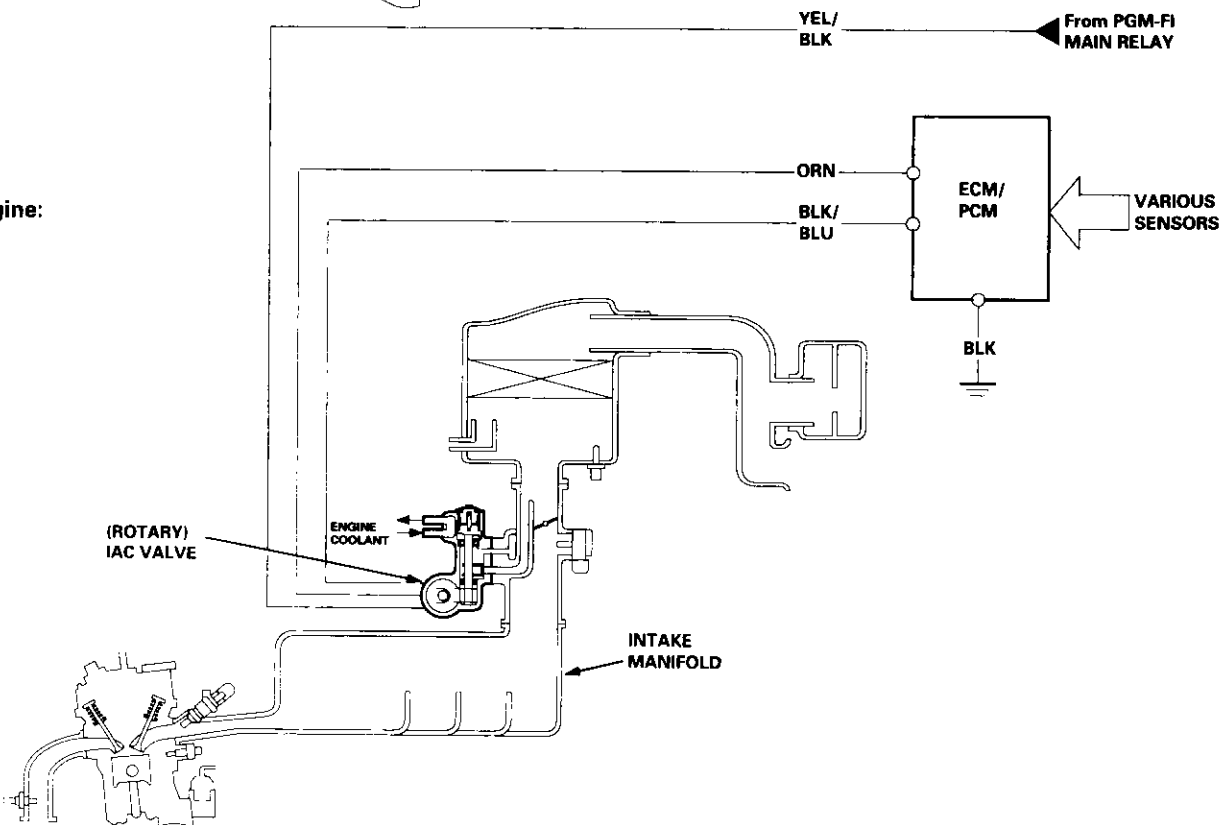 YEL/
BLK
From PGM-FI
MAIN RELAY
ORN
ECM/
PCM
BLK/
BLU
VARIOUS
SENSORS
gine:
BLK
(ROTARY)
IAC VALVE
ENGINE
COOLANT
INTAKE
MANIFOLD